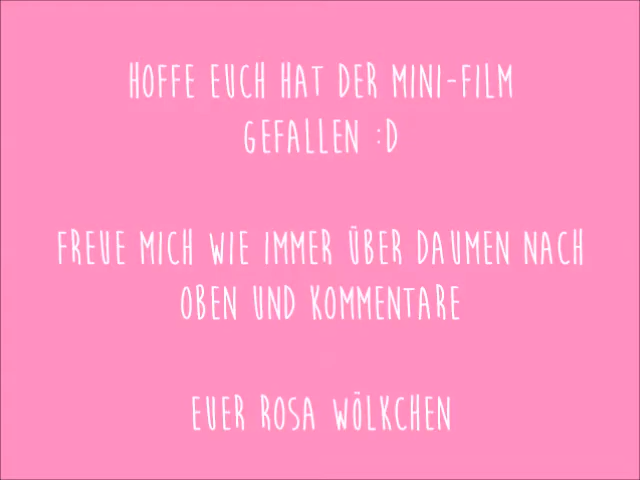 HOFFE EUCH HAT DER MINI-FILM
GEFALLEN :D
FREUE MICH WIE IMMER ÜBER DAUMEN NACH
OBEN UND KOMMENTARE
EUER ROSA WÖLKCHEN